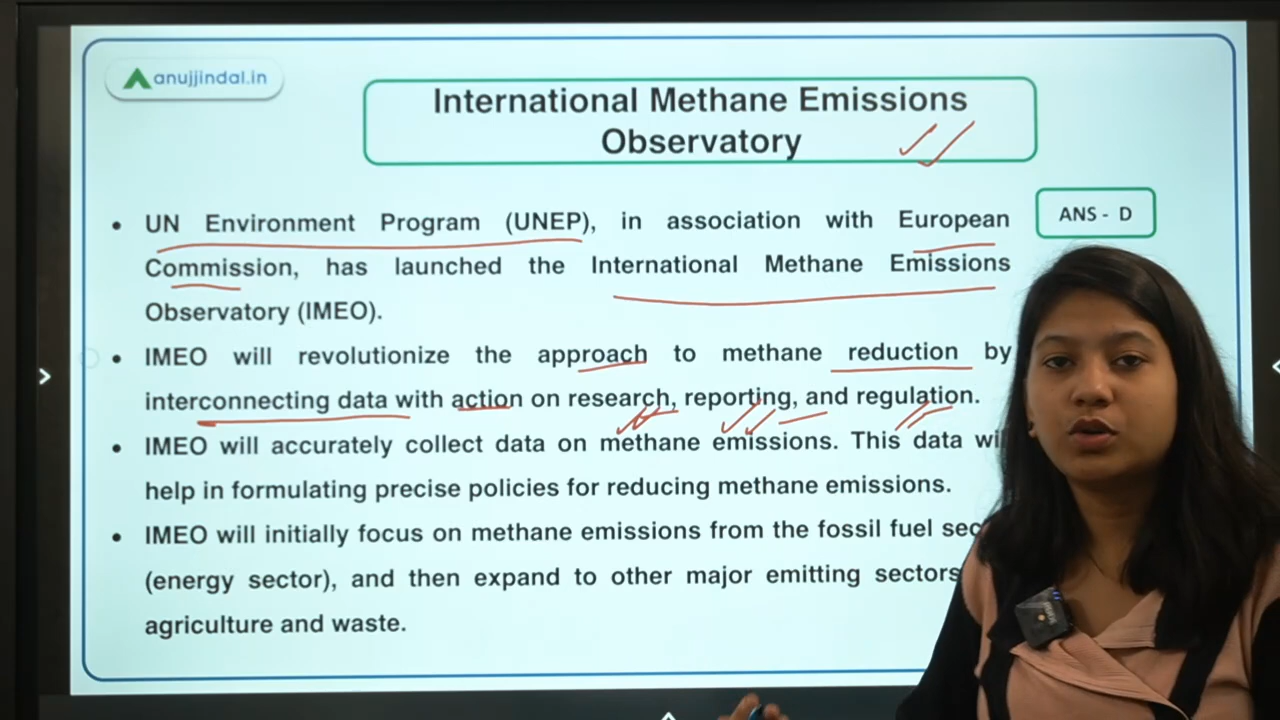 anujjindal.in
International Methane Emissions
Observatory
UN Environment Program (UNEP), in association with European
ANS - D
Commission, has launched the International Methane Emissions
Observatory (IMEO).
IMEO will revolutionize the approach to methane reduction by
interconnecting data with action on research, reporting, and regulation.
IMEO will accurately collect data on methane emissions. This data
help in formulating precise policies for reducing methane emissions.
IMEO will initially focus on methane emissions from the fossil fuel
(energy sector), and then expand to other major emitting sectors
agriculture and waste.